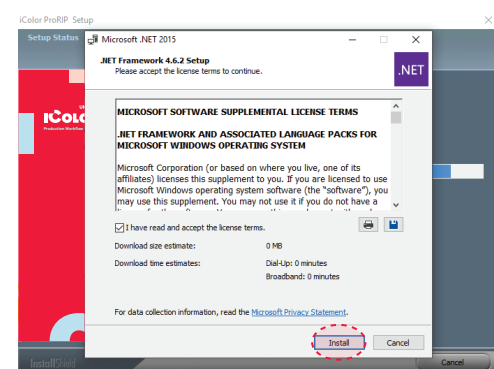 iColor ProRIP Setup
Setup Status
Microsoft .NET 2015
.NET Framework 4.6.2 Setup
Please accept the license terms to continue.
.NET
MICROSOFT SOFTWARE SUPPLEMENTAL LICENSE TERMS
.NET FRAMEWORK AND ASSOCIATED LANGUAGE PACKS FOR
MICROSOFT WINDOWS OPERATING SYSTEM
Microsoft Corporation (or based on where you live, one of its
affiliates) licenses this supplement to you. If you are licensed to use
Microsoft Windows operating system software (the “software”), you
may use this supplement. You may not use it if you do not have a
I have read and accept the license terms.
Download size estimate: 0 MB
Download time estimates: Dial-Up: 0 minutes
Broadband: 0 minutes
For data collection information, read the Microsoft Privacy Statement.
Install Cancel
InstallShield Cancel
Production Workflow